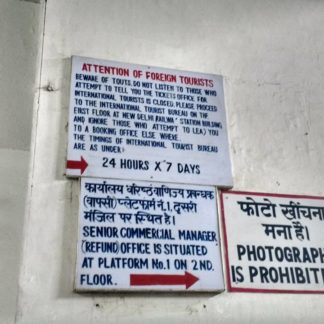 ATTENTION OF FOREIGN TOURISTS
BEWARE OF TOUTS. DO NOT LISTEN TO THOSE WHO
ATTEMPT TO TELL YOU THE TICKETS OFFICE FOR
INTERNATIONAL TOURISTS IS CLOSED. PLEASE PROCEED
TO THE INTERNATIONAL TOURIST BUREAU ON THE
FIRST FLOOR AT NEW DELHI RAILWAY STATION BUILDING
AND IGNORE THOSE WHO ATTEMPT TO LEAD YOU
TO A BOOKING OFFICE ELSE WHERE.
THE TIMINGS OF INTERNATIONAL TOURIST BUREAU
ARE AS UNDER:
24 HOURS X 7 DAYS
कार्यालय वरिष्ठ वाणिज्य प्रबन्धक
(वापसी) प्लेटफार्म नं.1, दूसरी
मंजिल पर स्थित है।
SENIOR COMMERCIAL MANAGER
(REFUND) OFFICE IS SITUATED
AT PLATFORM No.1 ON 2ND.
FLOOR.
फोटो खींचना
मना है।
PHOTOGRAPH
IS PROHIBITE